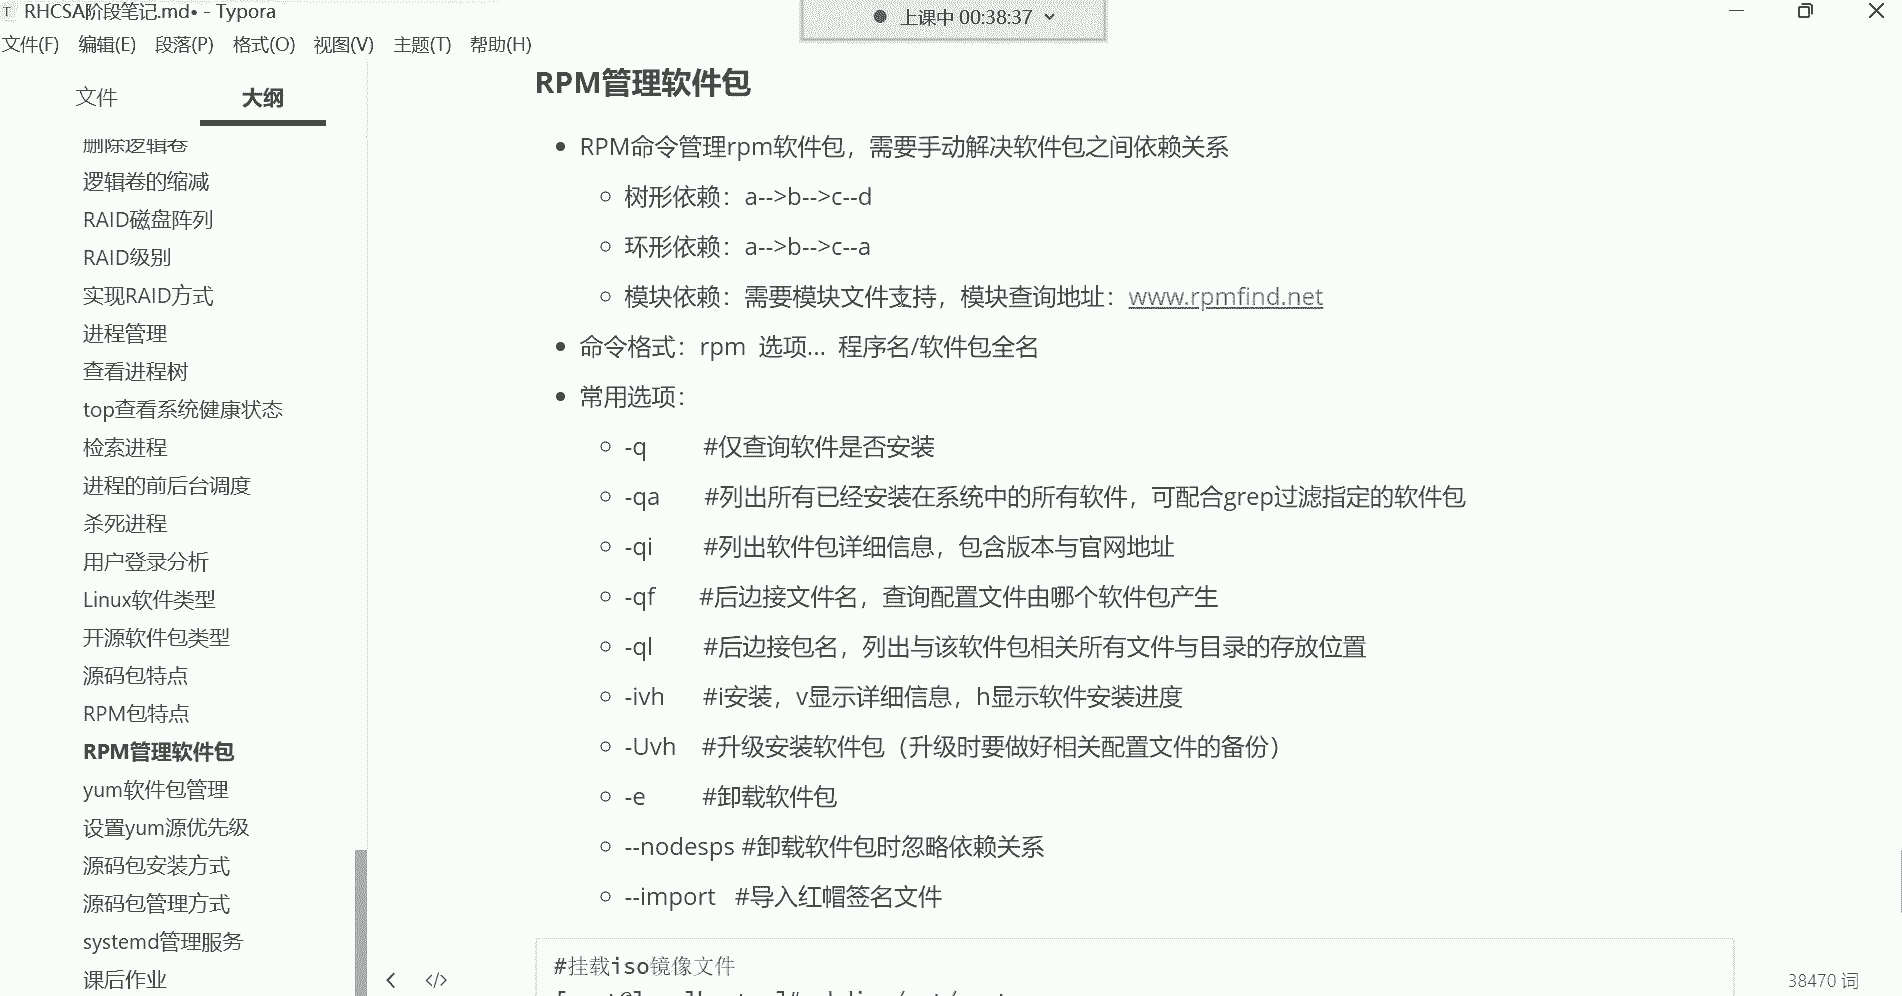 RHCSA阶段笔记.md• - Typora
上课中 00:38:37
文件(F) 编辑(E) 段落(P) 格式(O) 视图(V) 主题(T) 帮助(H)
文件 大纲
删除逻辑卷
逻辑卷的缩减
RAID磁盘阵列
RAID级别
实现RAID方式
进程管理
查看进程树
top查看系统健康状态
检索进程
进程的前后台调度
杀死进程
用户登录分析
Linux软件类型
开源软件包类型
源码包特点
RPM包特点
RPM管理软件包
yum软件包管理
设置yum源优先级
源码包安装方式
源码包管理方式
systemd管理服务
课后作业
RPM管理软件包
RPM命令管理rpm软件包，需要手动解决软件包之间依赖关系
树形依赖：a-->b-->c--d
环形依赖：a-->b-->c--a
模块依赖：需要模块文件支持，模块查询地址：www.rpmfind.net
命令格式：rpm 选项... 程序名/软件包全名
常用选项：
-q #仅查询软件是否安装
-qa #列出所有已经安装在系统中的所有软件，可配合grep过滤指定的软件包
-qi #列出软件包详细信息，包含版本与官网地址
-qf #后边接文件名，查询配置文件由哪个软件包产生
-ql #后边接包名，列出与该软件包相关所有文件与目录的存放位置
-ivh #i安装，v显示详细信息，h显示软件安装进度
-Uvh #升级安装软件包（升级时要做好相关配置文件的备份）
-e #卸载软件包
--nodesps #卸载软件包时忽略依赖关系
--import #导入红帽签名文件
#挂载iso镜像文件
38470 词